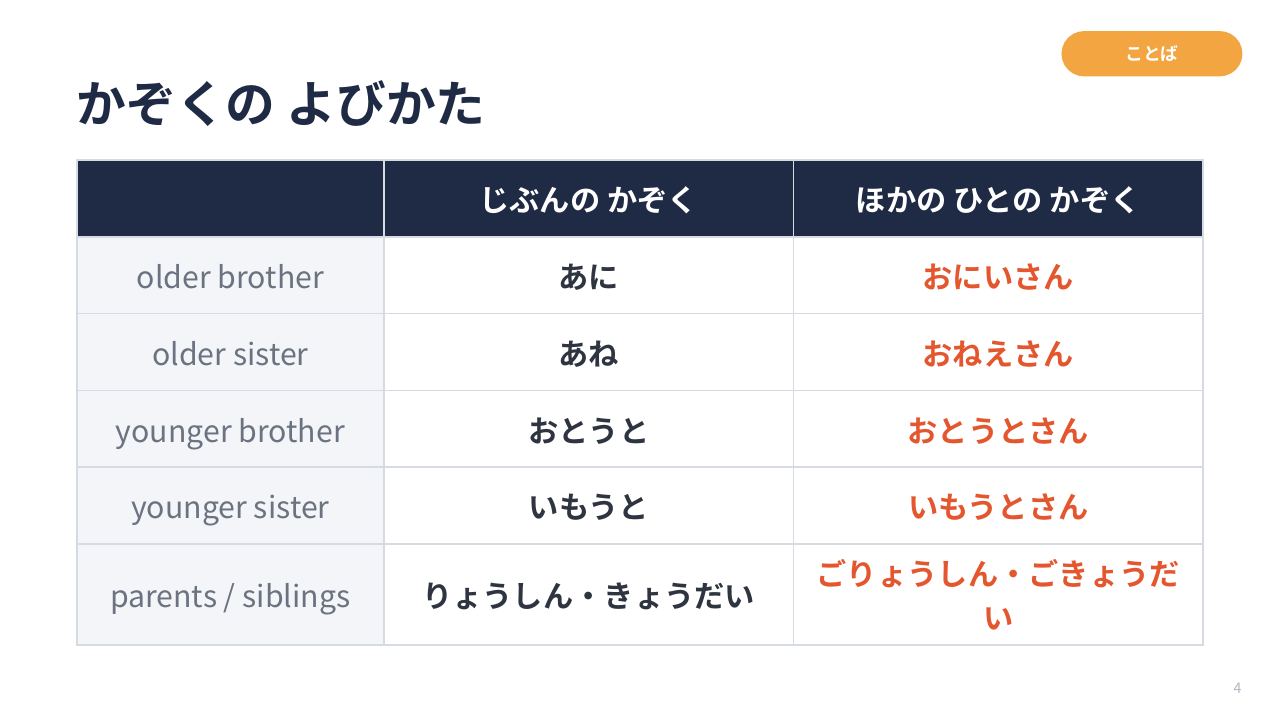 ことば
かぞくの よびかた
じぶんの かぞく
ほかの ひとの かぞく
older brother
あに
おにいさん
older sister
あね
おねえさん
younger brother
おとうと
おとうとさん
younger sister
いもうと
いもうとさん
parents / siblings
りょうしん・きょうだい
ごりょうしん・ごきょうだ
い
4